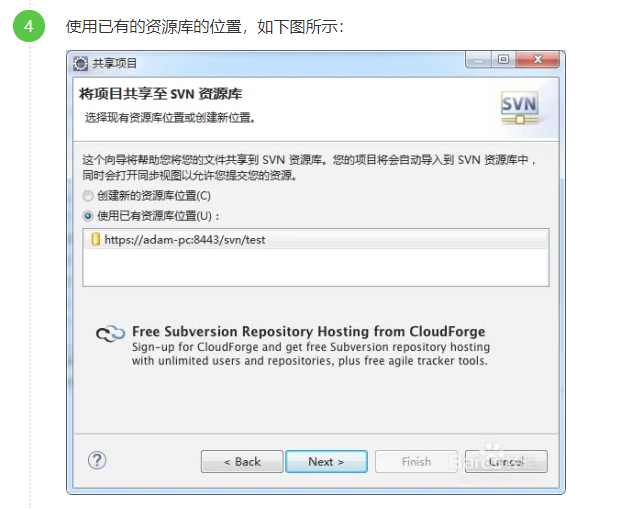 4 使用已有的资源库的位置，如下图所示：
共享项目
将项目共享至 SVN 资源库
选择现有资源库位置或创建新位置。
SVN
这个向导将帮助您将您的文件共享到 SVN 资源库。您的项目将会自动导入到 SVN 资源库中，
同时会打开同步视图以允许您提交您的资源。
创建新的资源库位置(C)
使用已有资源库位置(U)：
https://adam-pc:8443/svn/test
Free Subversion Repository Hosting from CloudForge
Sign-up for CloudForge and get free Subversion repository hosting
with unlimited users and repositories, plus free agile tracker tools.
? < Back Next > Finish Cancel